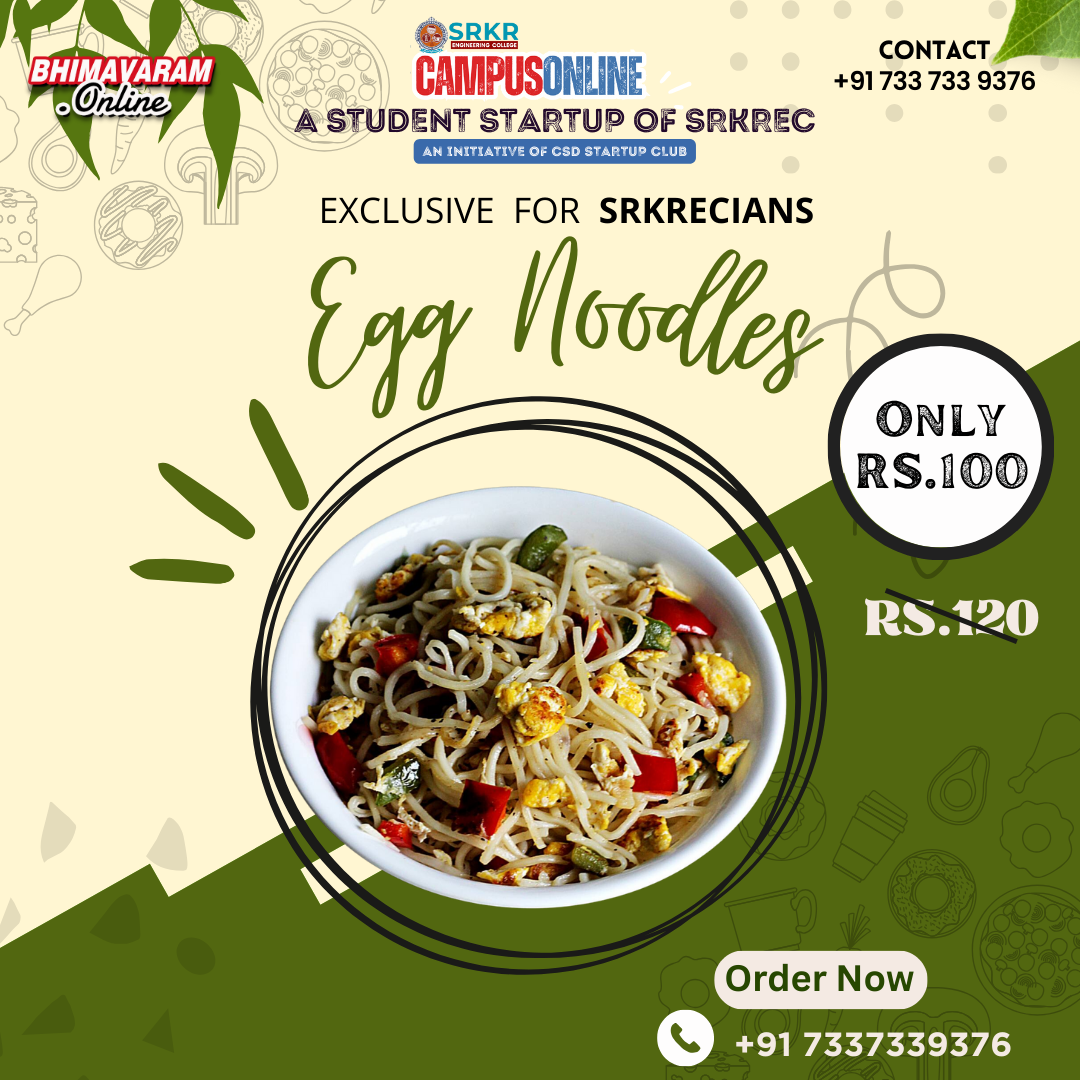 BHIMAVARAM
.Online
SRKR
ENGINEERING COLLEGE
CAMPUSONLINE
A STUDENT STARTUP OF SRKREC
AN INITIATIVE OF CSD STARTUP CLUB
CONTACT
+91 733 733 9376
EXCLUSIVE FOR SRKRECIANS
Egg Noodles
ONLY
RS.100
RS.120
Order Now
+91 7337339376